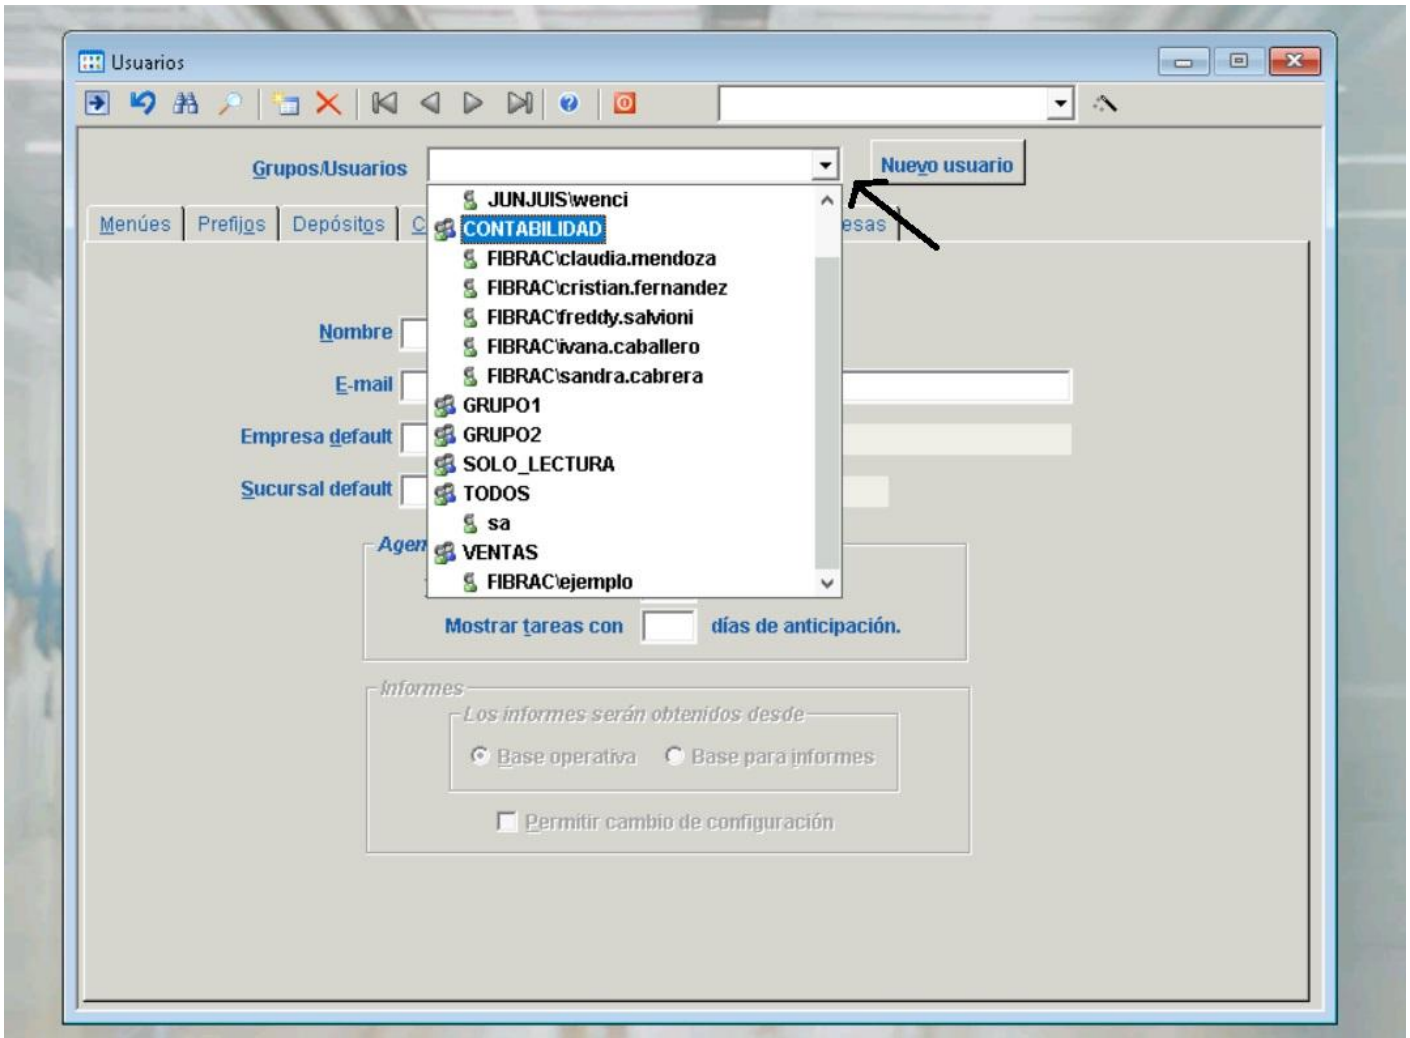 Usuarios
Grupos/Usuarios
Nuevo usuario
JUNJUIS\wenci
Menúes Prefijos Depósitos C esas
CONTABILIDAD
FIBRAC\claudia.mendoza
FIBRAC\cristian.fernandez
FIBRAC\freddy.salvioni
Nombre
FIBRAC\ivana.caballero
E-mail
FIBRAC\sandra.cabrera
GRUPO1
Empresa default
GRUPO2
SOLO_LECTURA
Sucursal default
TODOS
sa
Agen
VENTAS
FIBRAC\ejemplo
Mostrar tareas con días de anticipación.
Informes
Los informes serán obtenidos desde
Base operativa Base para informes
Permitir cambio de configuración